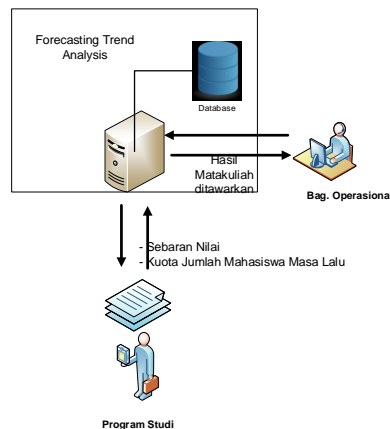 Forecasting Trend
Analysis
Database
Hasil
Matakuliah
ditawarkan
Bag. Operasiona
- Sebaran Nilai
- Kuota Jumlah Mahasiswa Masa Lalu
Program Studi